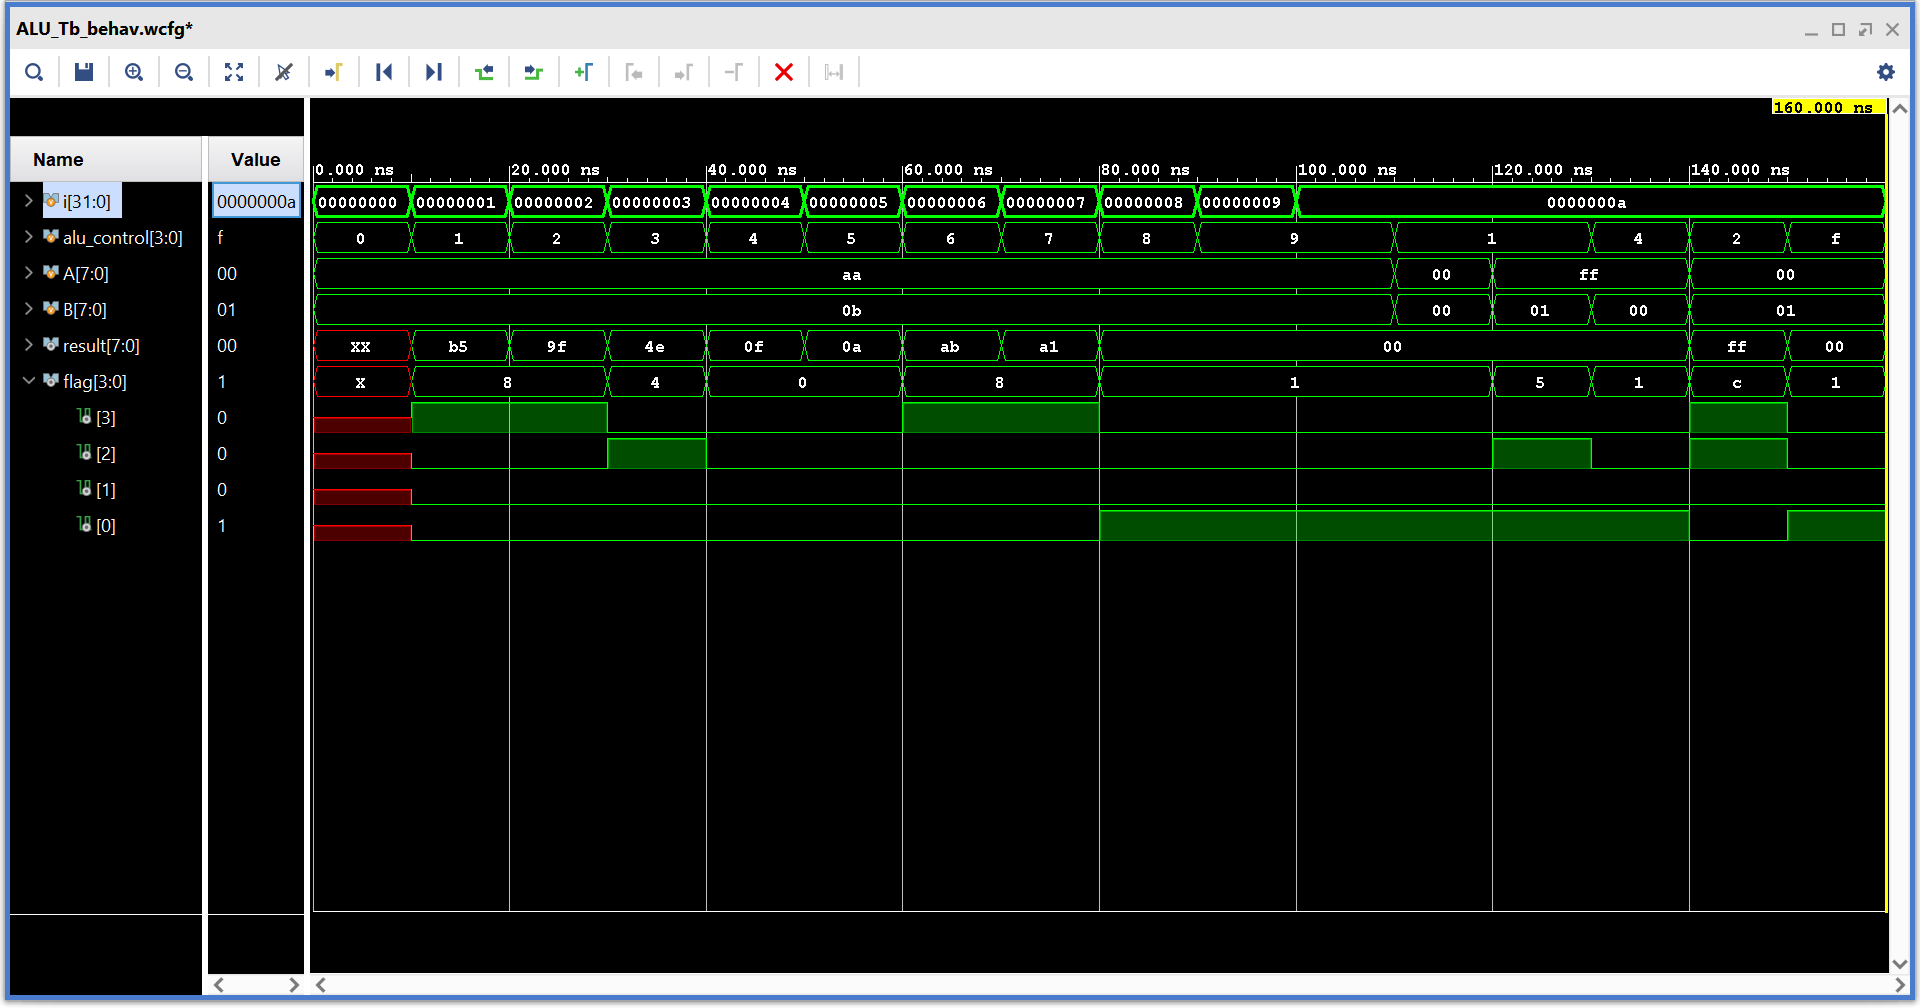 ALU_Tb_behav.wcfg*
160.000 ns
Name Value 0.000 ns 20.000 ns 40.000 ns 60.000 ns 80.000 ns 100.000 ns 120.000 ns 140.000 ns
i[31:0] 0000000a 00000000 00000001 00000002 00000003 00000004 00000005 00000006 00000007 00000008 00000009 0000000a
alu_control[3:0] f 0 1 2 3 4 5 6 7 8 9 1 4 2 f
A[7:0] 00 aa 00 ff 00
B[7:0] 01 0b 00 01 00 01
result[7:0] 00 XX b5 9f 4e 0f 0a ab a1 00 ff 00
flag[3:0] 1 X 8 4 0 8 1 5 1 c 1
[3] 0
[2] 0
[1] 0
[0] 1